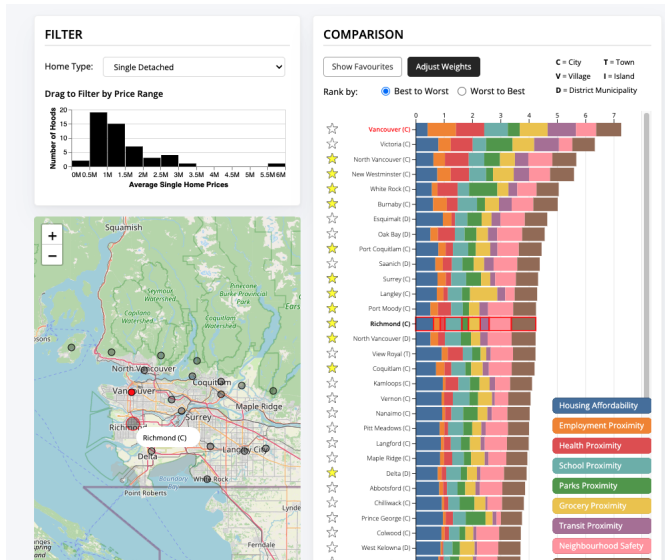 FILTER
Home Type: Single Detached
Drag to Filter by Price Range
Number of Hoods
20
15
10
5
0
0M 0.5M 1M 1.5M 2M 2.5M 3M 3.5M 4M 4.5M 5M 5.5M 6M
Average Single Home Prices
+
−
Squamish
Seymour
Watershed
Pinecone
Burke Provincial
Park
Capilano
Watershed
Coquitlam
Watershed
North Vancouver
Vancouver
Coquitlam
Maple Ridge
Surrey
Richmond (C)
Delta
Langley City
Boundary
Bay
White Rock
Point Roberts
Lynde
Ferndale
COMPARISON
Show Favourites
Adjust Weights
C = City T = Town
V = Village I = Island
D = District Municipality
Rank by: Best to Worst Worst to Best
0 1 2 3 4 5 6 7
Vancouver (C)
Victoria (C)
North Vancouver (C)
New Westminster (C)
White Rock (C)
Burnaby (C)
Esquimalt (D)
Oak Bay (D)
Port Coquitlam (C)
Saanich (D)
Surrey (C)
Langley (C)
Port Moody (C)
Richmond (C)
North Vancouver (D)
View Royal (T)
Coquitlam (C)
Kamloops (C)
Vernon (C)
Nanaimo (C)
Pitt Meadows (C)
Langford (C)
Maple Ridge (C)
Delta (D)
Abbotsford (C)
Chilliwack (C)
Prince George (C)
Colwood (C)
West Kelowna (D)
Housing Affordability
Employment Proximity
Health Proximity
School Proximity
Parks Proximity
Grocery Proximity
Transit Proximity
Neighbourhood Safety